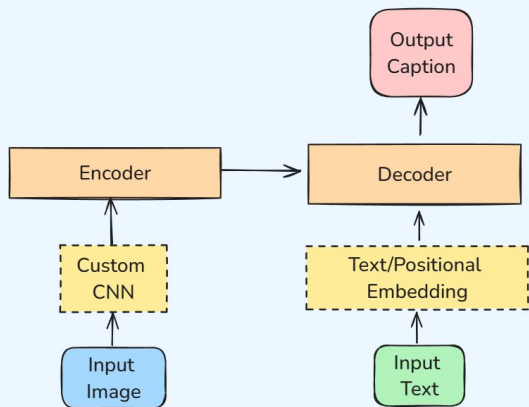 Output
Caption
Encoder
Decoder
Custom
CNN
Text/Positional
Embedding
Input
Image
Input
Text